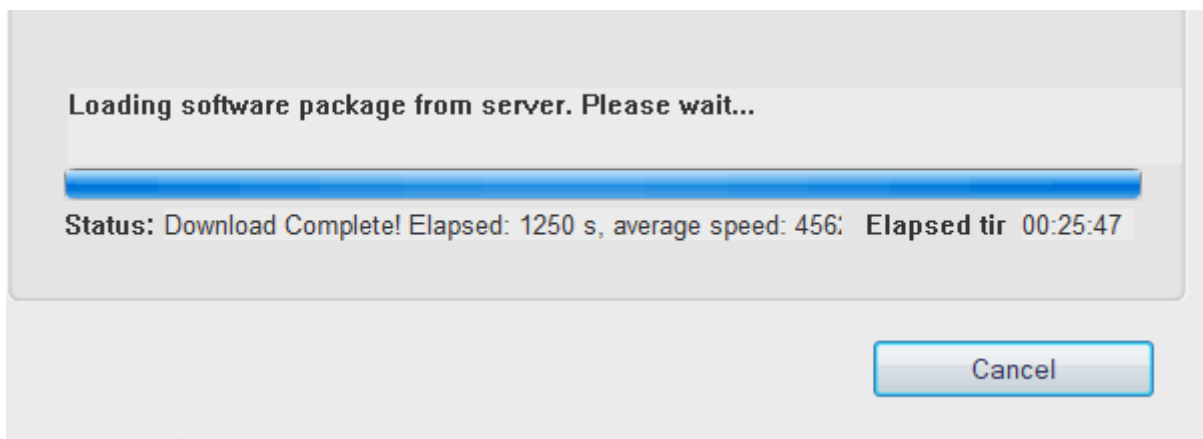 Loading software package from server. Please wait...
Status: Download Complete! Elapsed: 1250 s, average speed: 456 Elapsed tir 00:25:47
Cancel